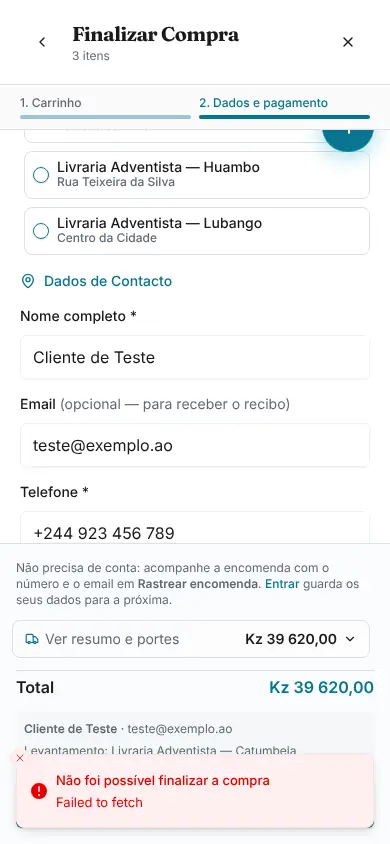 Finalizar Compra
3 itens
1. Carrinho
2. Dados e pagamento
Livraria Adventista — Huambo
Rua Teixeira da Silva
Livraria Adventista — Lubango
Centro da Cidade
Dados de Contacto
Nome completo *
Cliente de Teste
Email (opcional — para receber o recibo)
teste@exemplo.ao
Telefone *
+244 923 456 789
Não precisa de conta: acompanhe a encomenda com o
número e o email em Rastrear encomenda. Entrar guarda os
seus dados para a próxima.
Ver resumo e portes
Kz 39 620,00
Total
Kz 39 620,00
Cliente de Teste · teste@exemplo.ao
Levantamento: Livraria Adventista — Catumbela
Não foi possível finalizar a compra
Failed to fetch